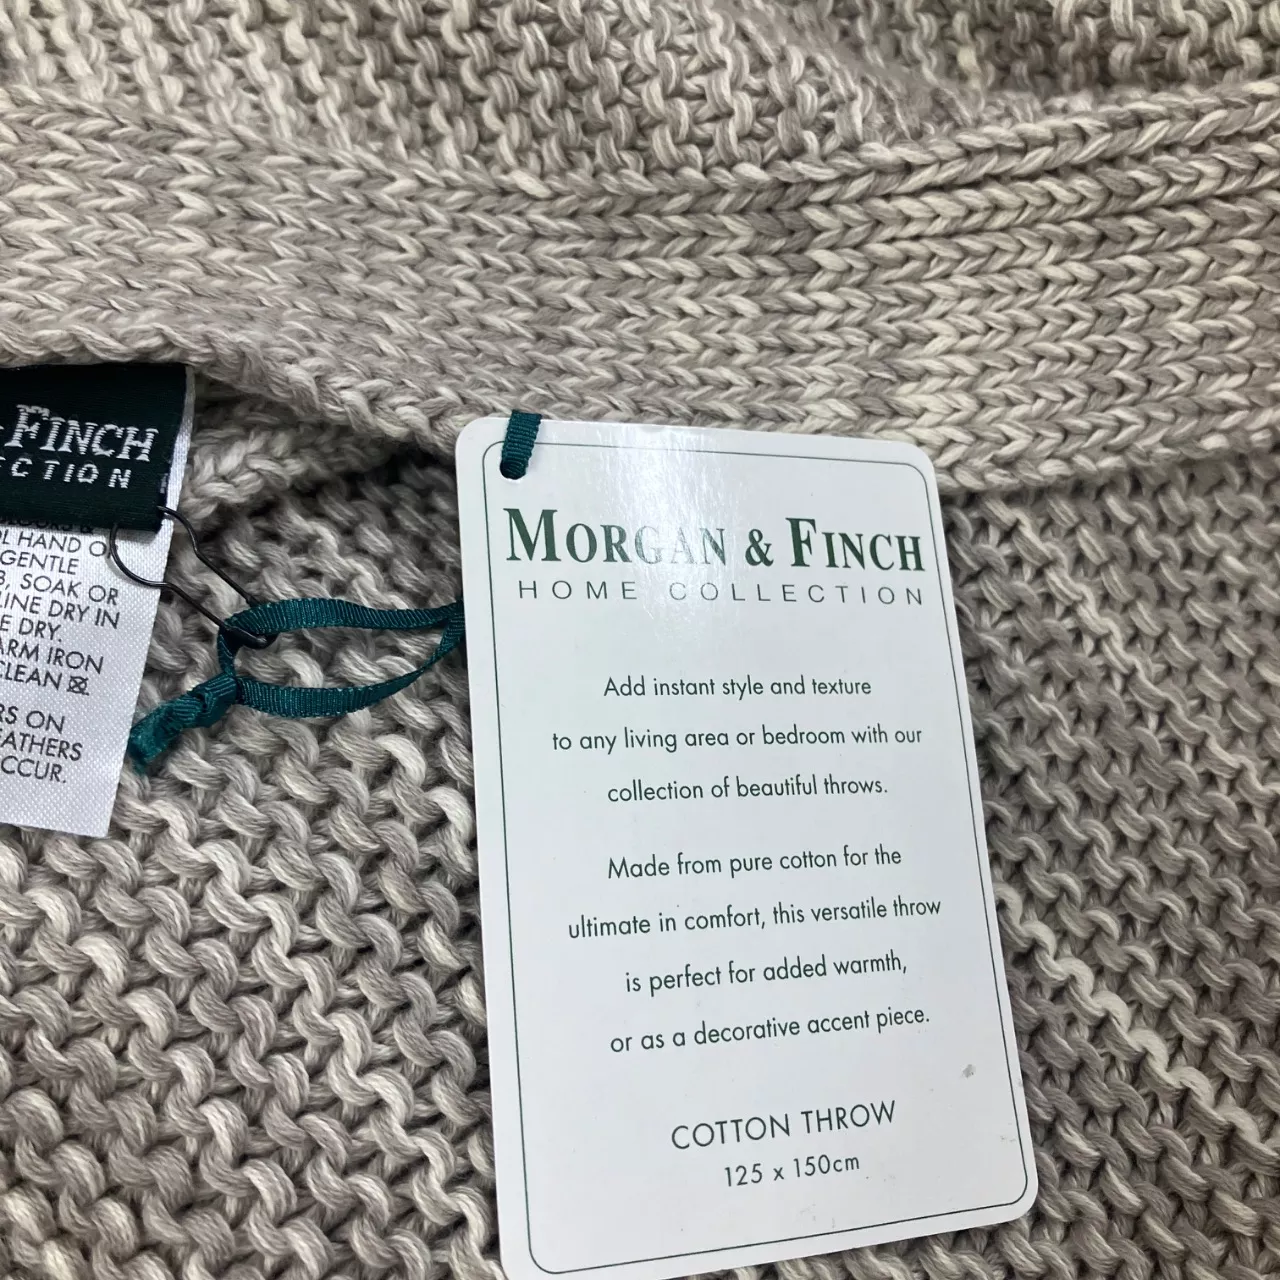 FINCH
CTION
HAND O
GENTLE
SOAK OR
LINE DRY IN
DRY.
ARM IRON
CLEAN
RS ON
EATHERS
CCUR.
MORGAN & FINCH
HOME COLLECTION
Add instant style and texture
to any living area or bedroom with our
collection of beautiful throws.
Made from pure cotton for the
ultimate in comfort, this versatile throw
is perfect for added warmth,
or as a decorative accent piece.
COTTON THROW
125 x 150cm